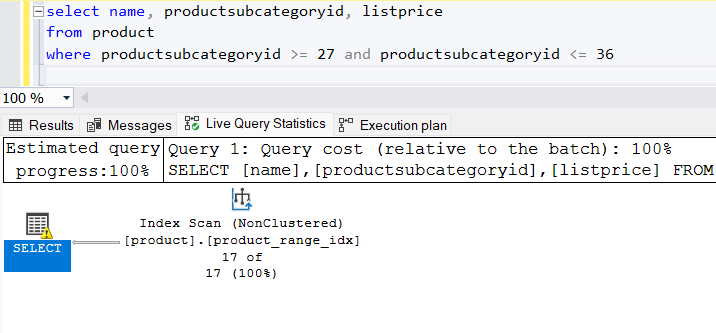 select name, productsubcategoryid, listprice
from product
where productsubcategoryid >= 27 and productsubcategoryid <= 36
100 %
Results Messages Live Query Statistics Execution plan
Estimated query progress:100%
Query 1: Query cost (relative to the batch): 100%
SELECT [name],[productsubcategoryid],[listprice] FROM
SELECT
Index Scan (NonClustered)
[product].[product_range_idx]
17 of
17 (100%)